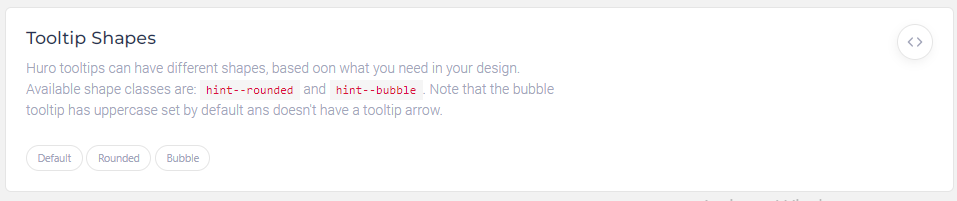 Tooltip Shapes
Huro tooltips can have different shapes, based oon what you need in your design.
Available shape classes are: hint--rounded and hint--bubble. Note that the bubble
tooltip has uppercase set by default ans doesn't have a tooltip arrow.
Default Rounded Bubble